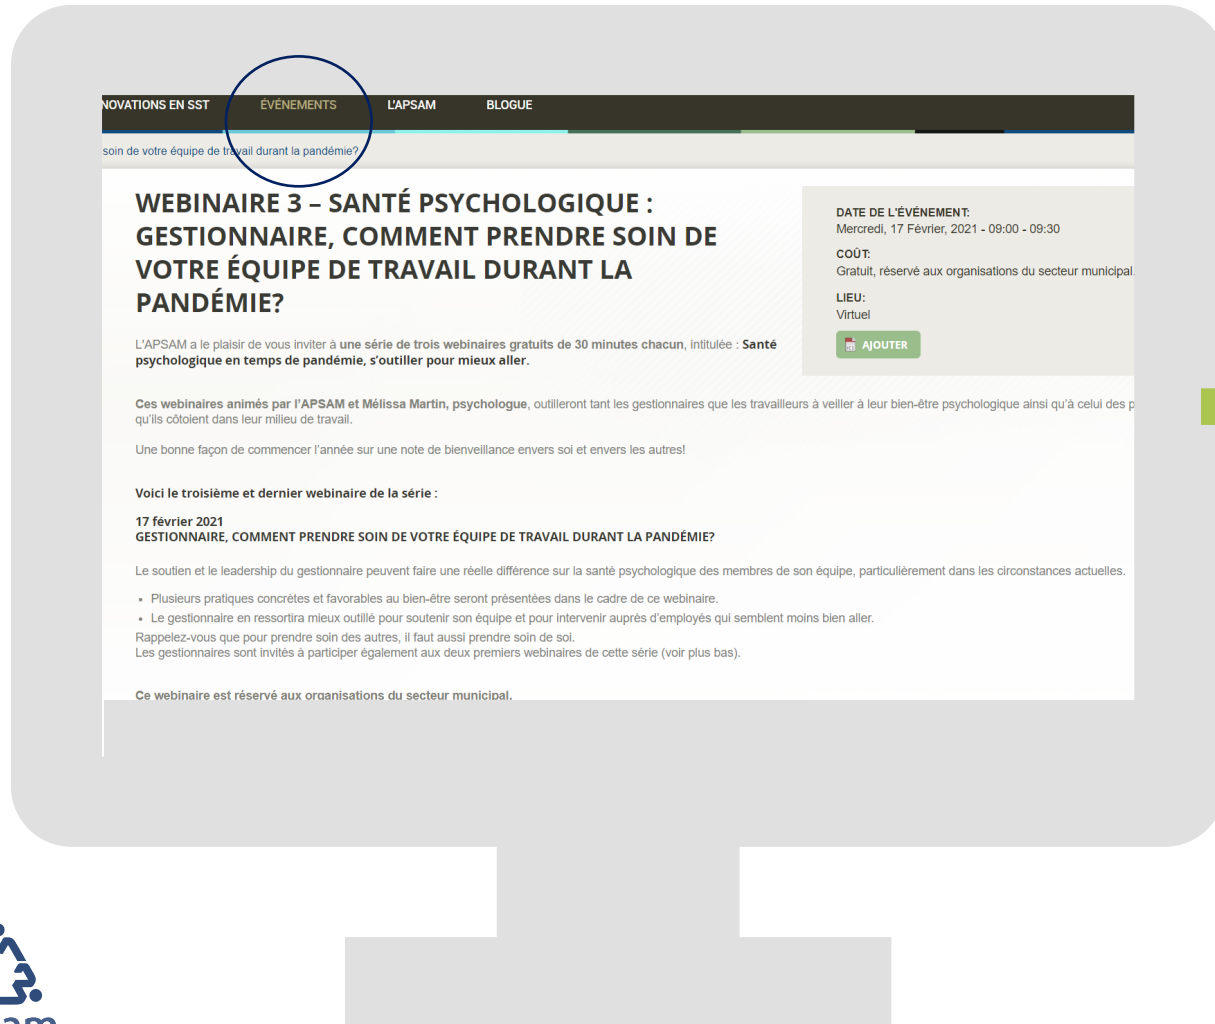 NOVATIONS EN SST ÉVÉNEMENTS L'APSAM BLOGUE
soin de votre équipe de travail durant la pandémie?
WEBINAIRE 3 – SANTÉ PSYCHOLOGIQUE :
GESTIONNAIRE, COMMENT PRENDRE SOIN DE
VOTRE ÉQUIPE DE TRAVAIL DURANT LA
PANDÉMIE?
DATE DE L'ÉVÉNEMENT:
Mercredi, 17 Février, 2021 - 09:00 - 09:30
COÛT:
Gratuit, réservé aux organisations du secteur municipal.
LIEU:
Virtuel
AJOUTER
L'APSAM a le plaisir de vous inviter à une série de trois webinaires gratuits de 30 minutes chacun, intitulée : Santé
psychologique en temps de pandémie, s'outiller pour mieux aller.
Ces webinaires animés par l'APSAM et Mélissa Martin, psychologue, outilleront tant les gestionnaires que les travailleurs à veiller à leur bien-être psychologique ainsi qu'à celui des p
qu'ils côtoient dans leur milieu de travail.
Une bonne façon de commencer l'année sur une note de bienveillance envers soi et envers les autres!
Voici le troisième et dernier webinaire de la série :
17 février 2021
GESTIONNAIRE, COMMENT PRENDRE SOIN DE VOTRE ÉQUIPE DE TRAVAIL DURANT LA PANDÉMIE?
Le soutien et le leadership du gestionnaire peuvent faire une réelle différence sur la santé psychologique des membres de son équipe, particulièrement dans les circonstances actuelles.
• Plusieurs pratiques concrètes et favorables au bien-être seront présentées dans le cadre de ce webinaire.
• Le gestionnaire en ressortira mieux outillé pour soutenir son équipe et pour intervenir auprès d'employés qui semblent moins bien aller.
Rappelez-vous que pour prendre soin des autres, il faut aussi prendre soin de soi.
Les gestionnaires sont invités à participer également aux deux premiers webinaires de cette série (voir plus bas).
Ce webinaire est réservé aux organisations du secteur municipal.